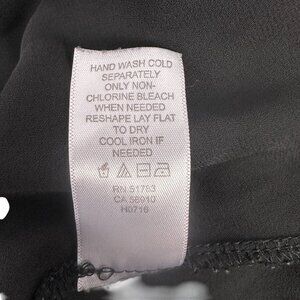 HAND WASH COLD
SEPARATELY
ONLY NON-
CHLORINE BLEACH
WHEN NEEDED
RESHAPE LAY FLAT
TO DRY
COOL IRON IF
NEEDED
RN 51783
CA 56910
H0716